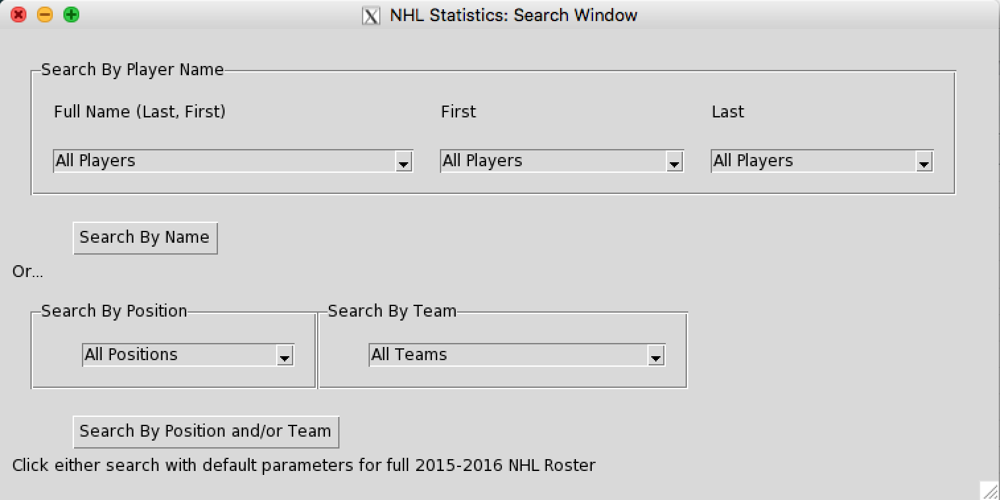 NHL Statistics: Search Window
Search By Player Name
Full Name (Last, First) First Last
All Players All Players All Players
Search By Name
Or...
Search By Position Search By Team
All Positions All Teams
Search By Position and/or Team
Click either search with default parameters for full 2015-2016 NHL Roster